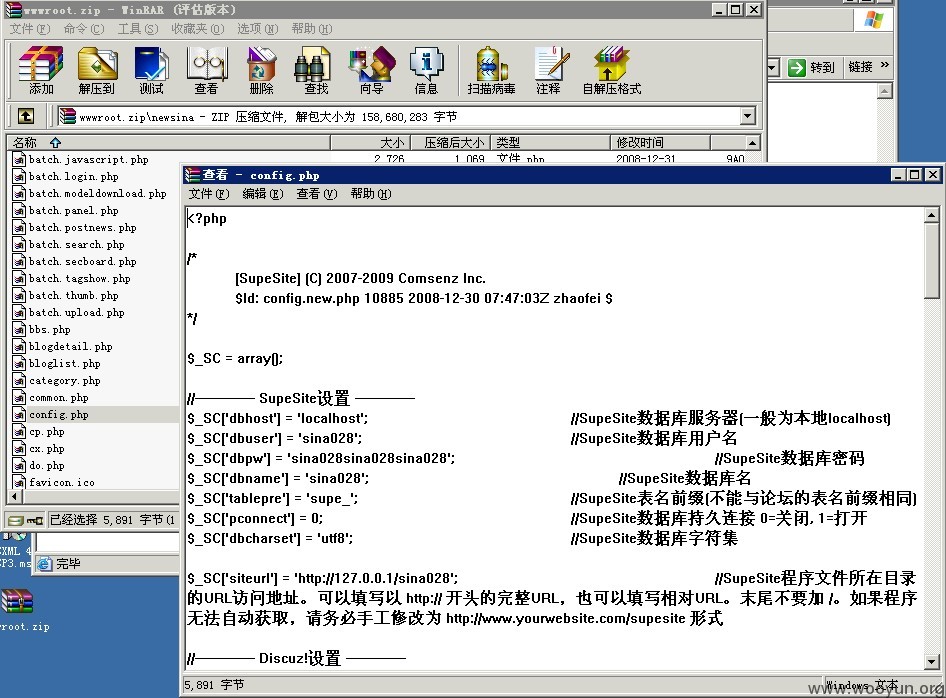 wwwroot.zip - WinRAR (评估版本)
文件(F) 命令(C) 工具(S) 收藏夹(O) 选项(N) 帮助(H)
添加 解压到 测试 查看 删除 查找 向导 信息 扫描病毒 注释 自解压格式
转到 链接 »
wwwroot.zip\newsina - ZIP 压缩文件, 解包大小为 158,680,283 字节
名称 大小 压缩后大小 类型 修改时间
batch.javascript.php 2,726 1,069 文件 php 2008-12-31 9A0
batch.login.php
batch.modeldownload.php
batch.panel.php
batch.postnews.php
batch.search.php
batch.secboard.php
batch.tagshow.php
batch.thumb.php
batch.upload.php
bbs.php
blogdetail.php
bloglist.php
category.php
common.php
config.php
cp.php
cx.php
do.php
favicon.ico
已经选择 5,891 字节(1
完毕
XML 4
P3.ms
root.zip
查看 - config.php
文件(F) 编辑(E) 查看(V) 帮助(H)
<?php
/*
[SupeSite] (C) 2007-2009 Comsenz Inc.
$Id: config.new.php 10885 2008-12-30 07:47:03Z zhaofei $
*/
$_SC = array();
//------------ SupeSite设置 ------------
$_SC['dbhost'] = 'localhost'; //SupeSite数据库服务器(一般为本地localhost)
$_SC['dbuser'] = 'sina028'; //SupeSite数据库用户名
$_SC['dbpw'] = 'sina028sina028sina028'; //SupeSite数据库密码
$_SC['dbname'] = 'sina028'; //SupeSite数据库名
$_SC['tablepre'] = 'supe_'; //SupeSite表名前缀(不能与论坛的表名前缀相同)
$_SC['pconnect'] = 0; //SupeSite数据库持久连接 0=关闭, 1=打开
$_SC['dbcharset'] = 'utf8'; //SupeSite数据库字符集
$_SC['siteurl'] = 'http://127.0.0.1/sina028'; //SupeSite程序文件所在目录
的URL访问地址。可以填写以 http:// 开头的完整URL，也可以填写相对URL。末尾不要加 /。如果程序
无法自动获取，请务必手工修改为 http://www.yourwebsite.com/supesite 形式
//------------ Discuz!设置 ------------
5,891 字节 Windows 文本
www.wooyun.org